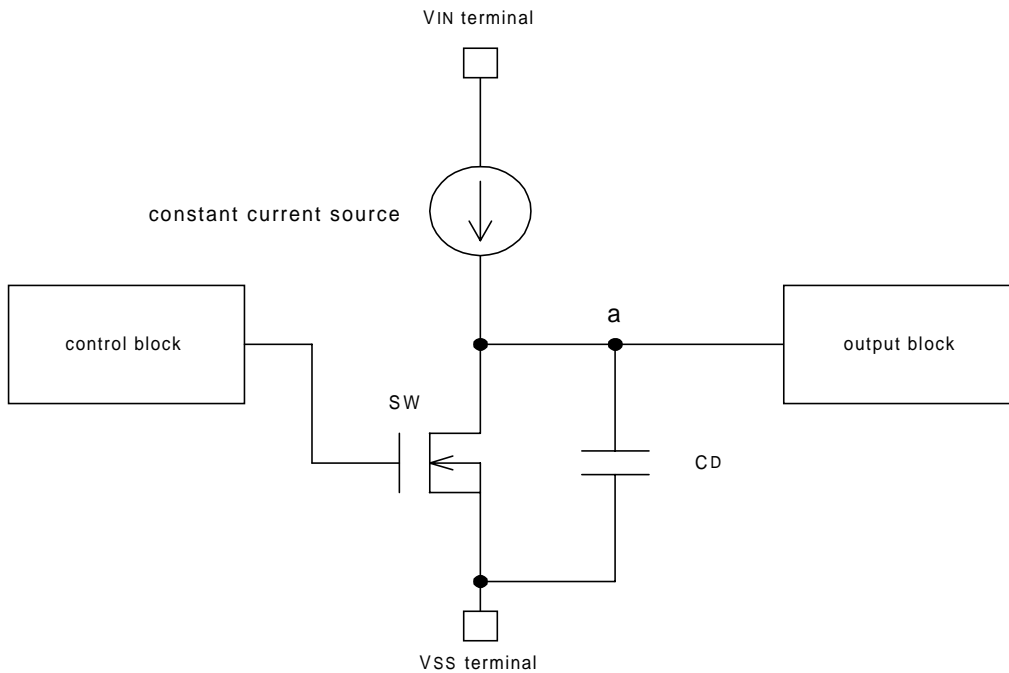 VIN terminal
constant current source
a
control block
output block
SW
CD
VSS terminal